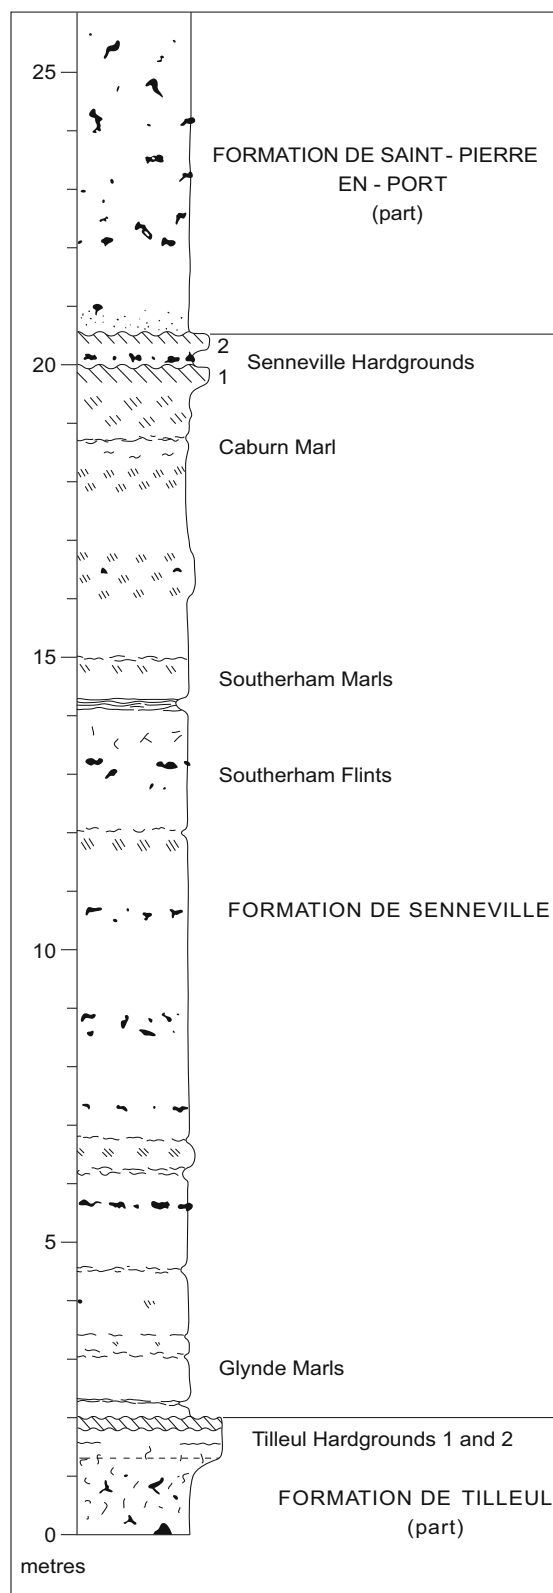 25
FORMATION DE SAINT - PIERRE
EN - PORT
(part)
2
20
Senneville Hardgrounds
1
Caburn Marl
15
Southerham Marls
Southerham Flints
FORMATION DE SENNEVILLE
10
5
Glynde Marls
Tilleul Hardgrounds 1 and 2
FORMATION DE TILLEUL
(part)
0
metres